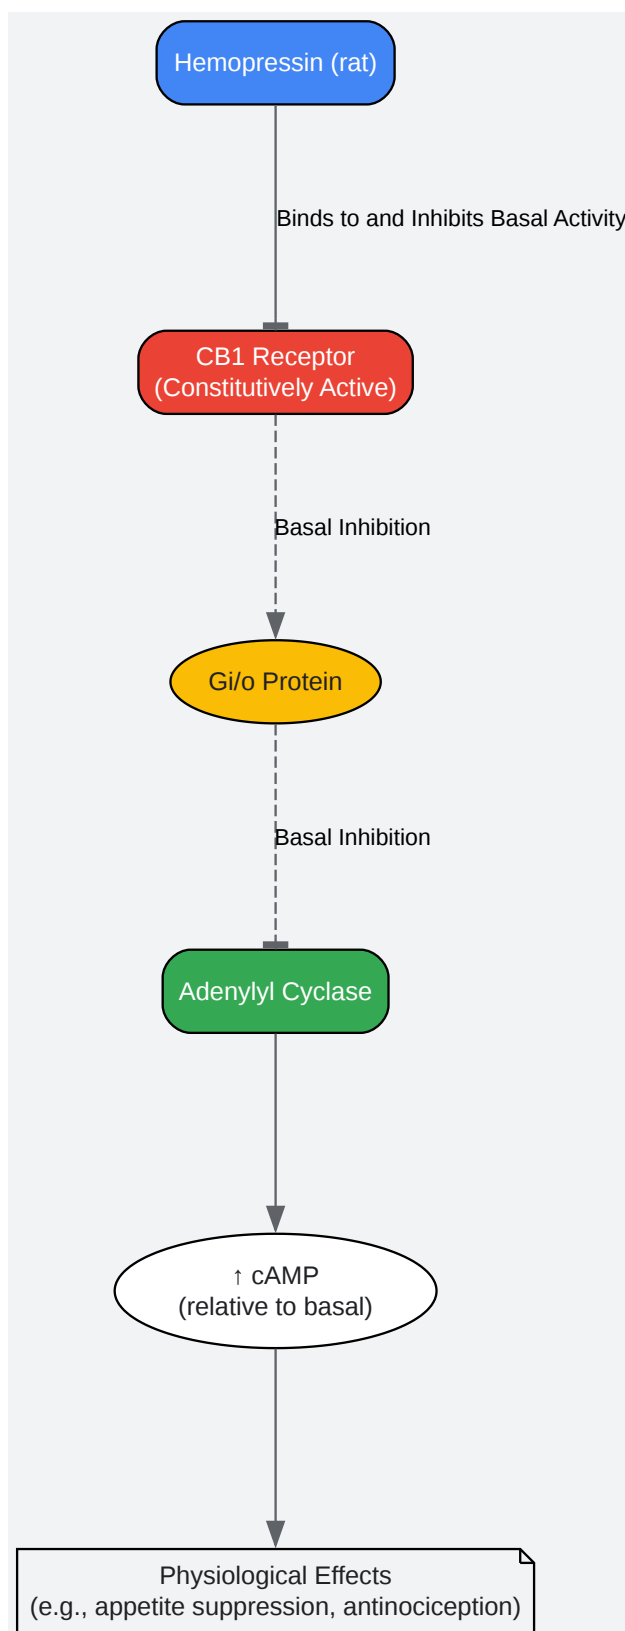 Hemopressin (rat)
Binds to and Inhibits Basal Activity
CB1 Receptor
(Constitutively Active)
Basal Inhibition
Gi/o Protein
Basal Inhibition
Adenylyl Cyclase
↑ cAMP
(relative to basal)
Physiological Effects
(e.g., appetite suppression, antinociception)